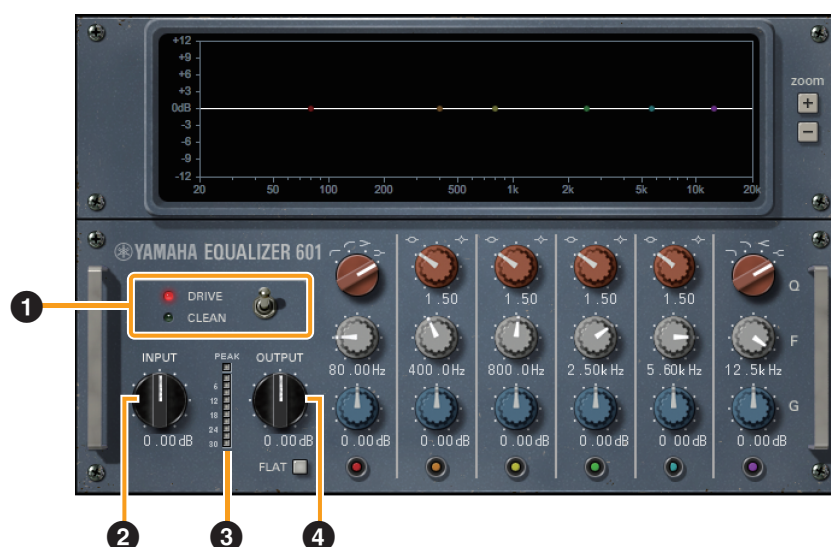 +12
+9
+6
+3
0dB
-3
-6
-9
-12
20 50 100 200 500 1k 2k 5k 10k 20k
zoom
+
−
YAMAHA EQUALIZER 601
1
DRIVE
CLEAN
1.50 1.50 1.50 1.50
Q
INPUT PEAK OUTPUT
F
80.00Hz 400.0Hz 800.0Hz 2.50kHz 5.60kHz 12.5kHz
6
12
18
24
30
G
0.00dB 0.00dB 0.00dB 0.00dB 0.00dB 0.00dB 0.00dB 0.00dB
FLAT
2 3 4